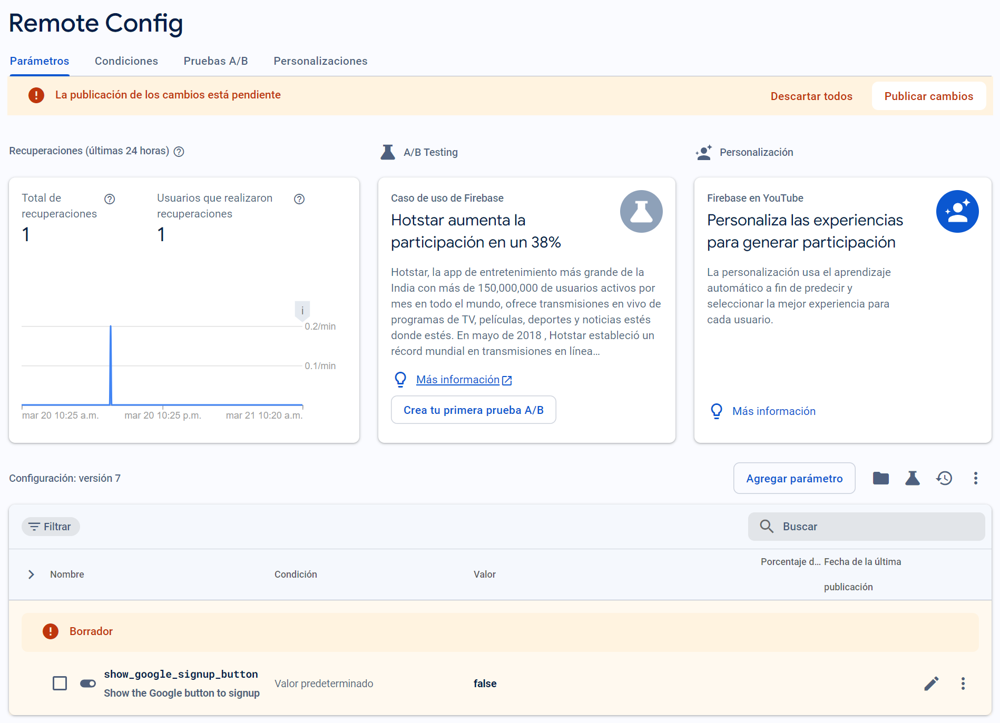 Remote Config
Parámetros
Condiciones
Pruebas A/B
Personalizaciones
La publicación de los cambios está pendiente
Descartar todos
Publicar cambios
Recuperaciones (últimas 24 horas)
Total de
recuperaciones
1
Usuarios que realizaron
recuperaciones
1
i
0.2/min
0.1/min
mar 20 10:25 a.m.
mar 20 10:25 p.m.
mar 21 10:20 a.m.
A/B Testing
Caso de uso de Firebase
Hotstar aumenta la
participación en un 38%
Hotstar, la app de entretenimiento más grande de la
India con más de 150,000,000 de usuarios activos por
mes en todo el mundo, ofrece transmisiones en vivo de
programas de TV, películas, deportes y noticias estés
donde estés. En mayo de 2018 , Hotstar estableció un
récord mundial en transmisiones en línea…
Más información
Crea tu primera prueba A/B
Personalización
Firebase en YouTube
Personaliza las experiencias
para generar participación
La personalización usa el aprendizaje
automático a fin de predecir y
seleccionar la mejor experiencia para
cada usuario.
Más información
Configuración: versión 7
Agregar parámetro
Filtrar
Buscar
Nombre
Condición
Valor
Porcentaje d…
Fecha de la última
publicación
Borrador
show_google_signup_button
Show the Google button to signup
Valor predeterminado
false